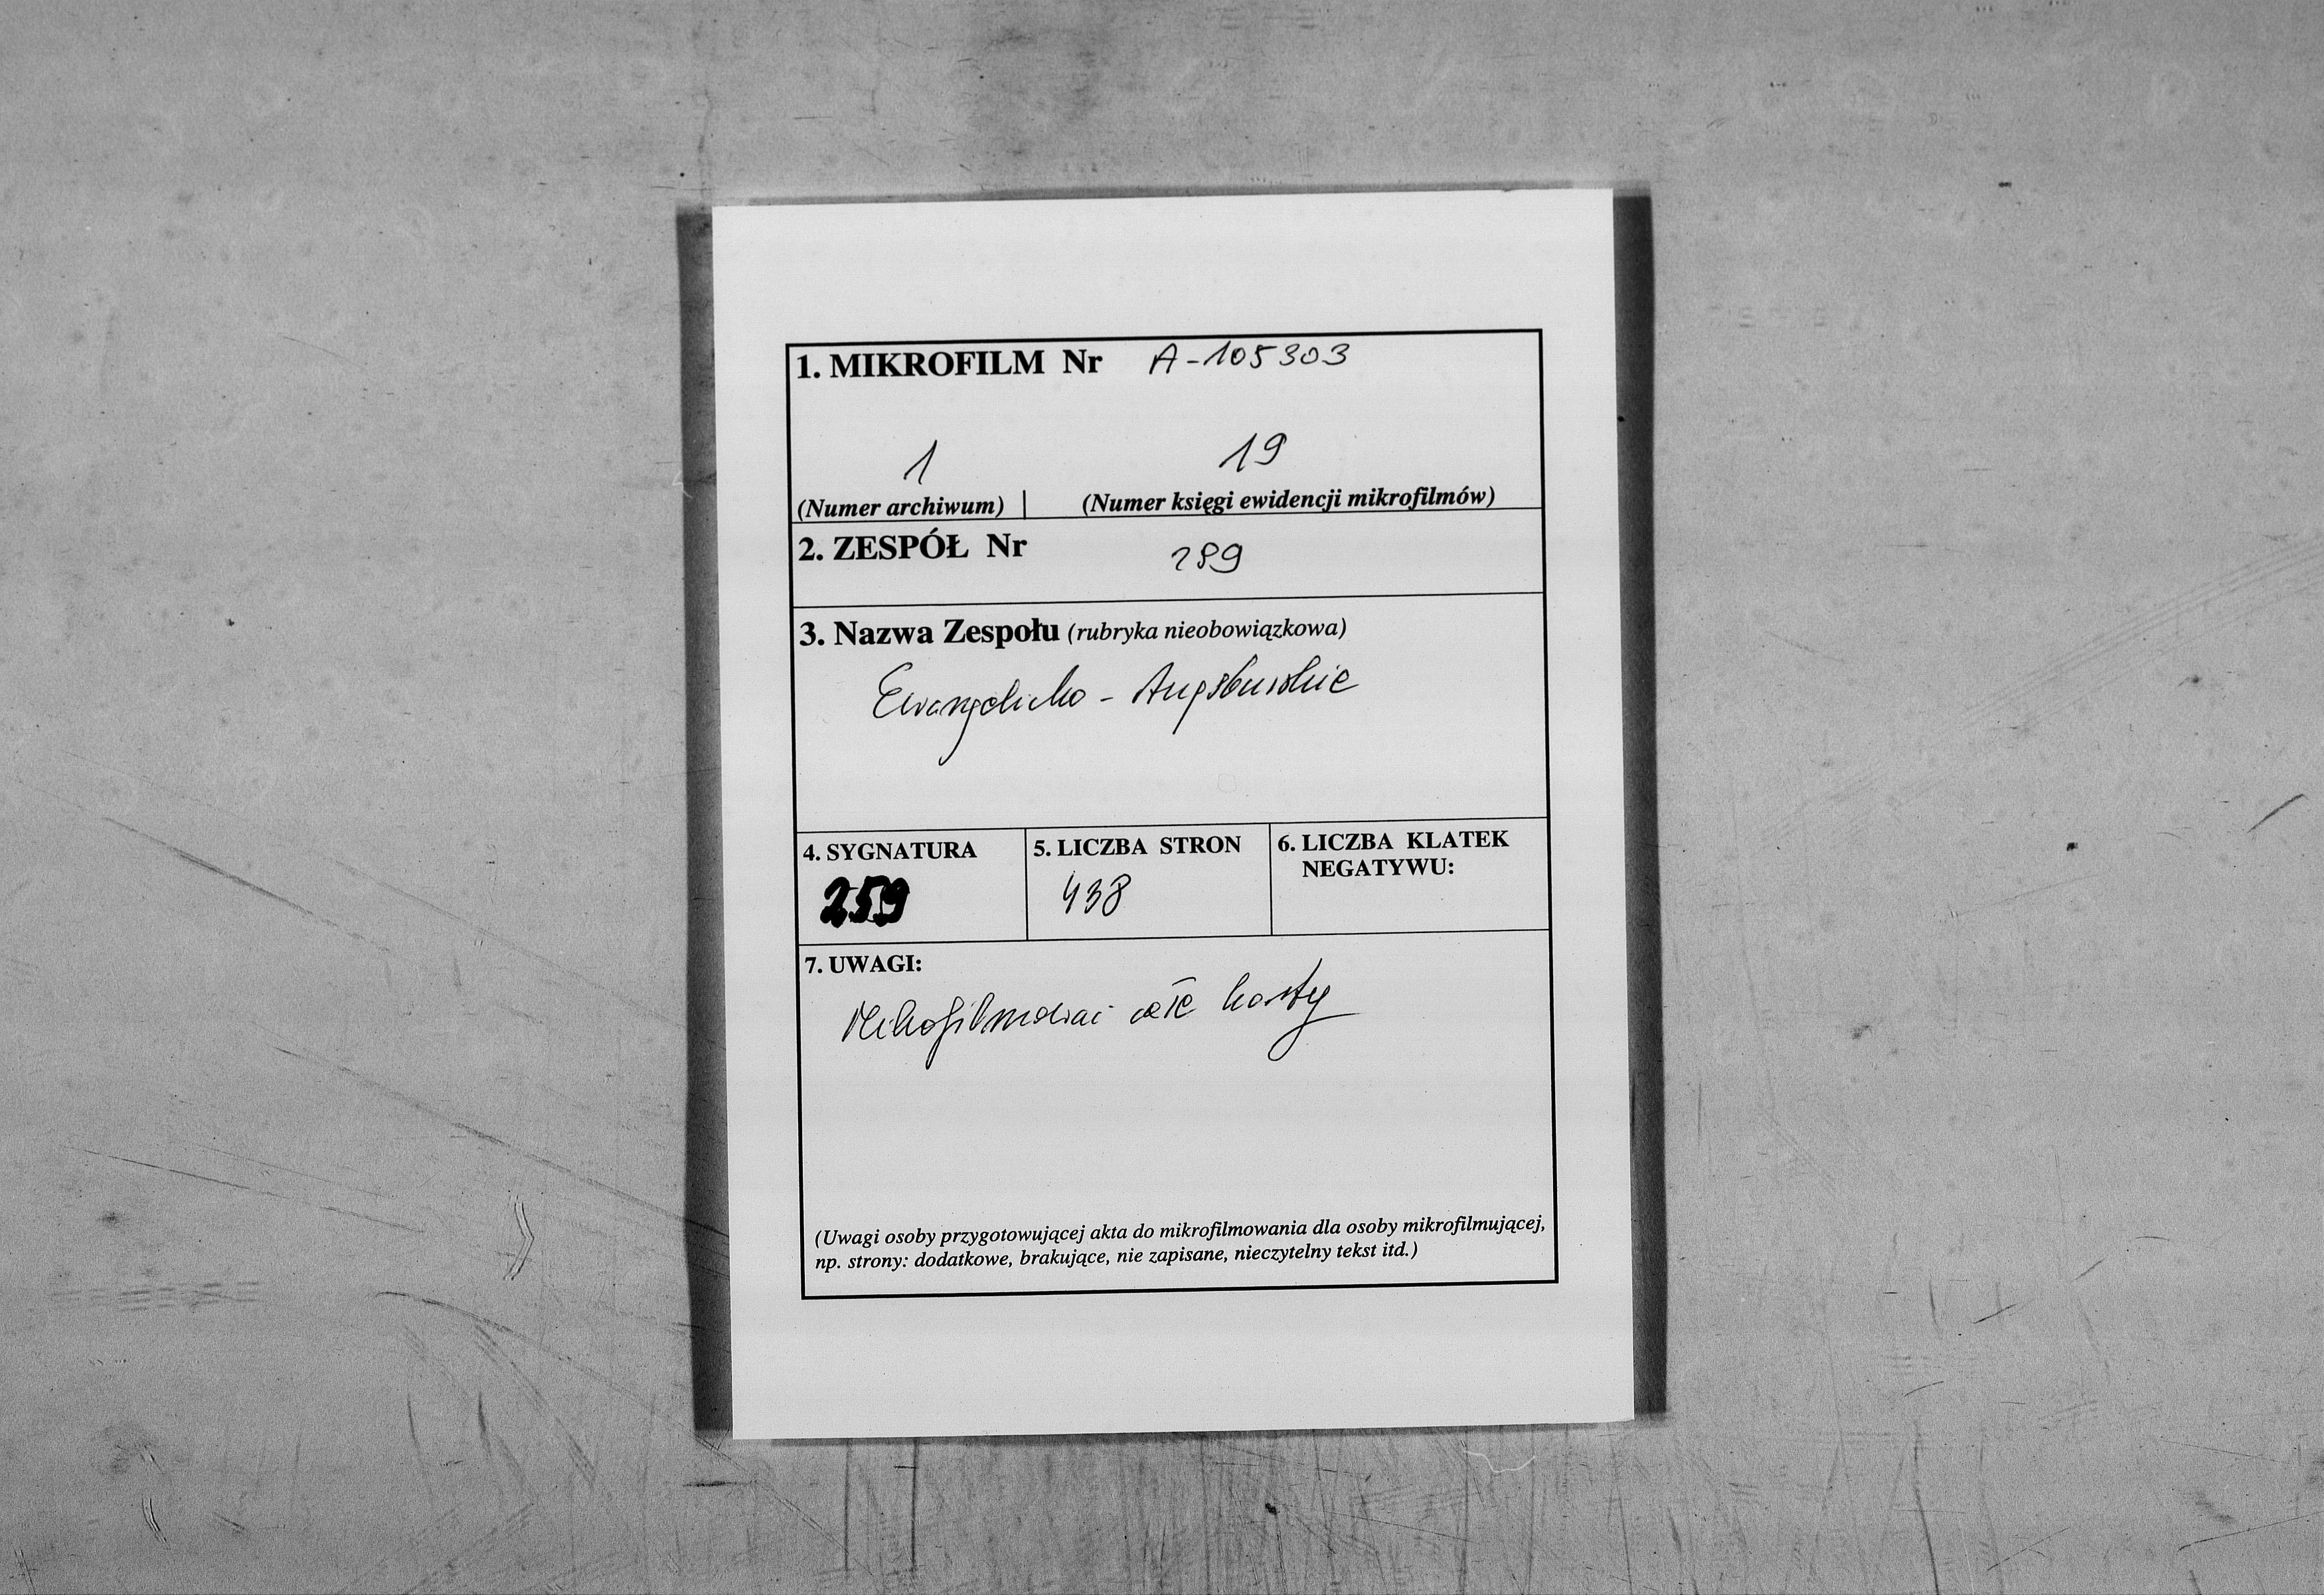 1. MIKROFILM Nr A-105303
1 19
(Numer archiwum) | (Numer księgi ewidencji mikrofilmów)
2. ZESPÓŁ Nr 289
3. Nazwa Zespołu (rubryka nieobowiązkowa)
Ewangelicko - Augsburskie
4. SYGNATURA
259
5. LICZBA STRON
438
6. LICZBA KLATEK
NEGATYWU:
7. UWAGI:
Mikrofilmować całe karty
(Uwagi osoby przygotowującej akta do mikrofilmowania dla osoby mikrofilmującej,
np. strony: dodatkowe, brakujące, nie zapisane, nieczytelny tekst itd.)